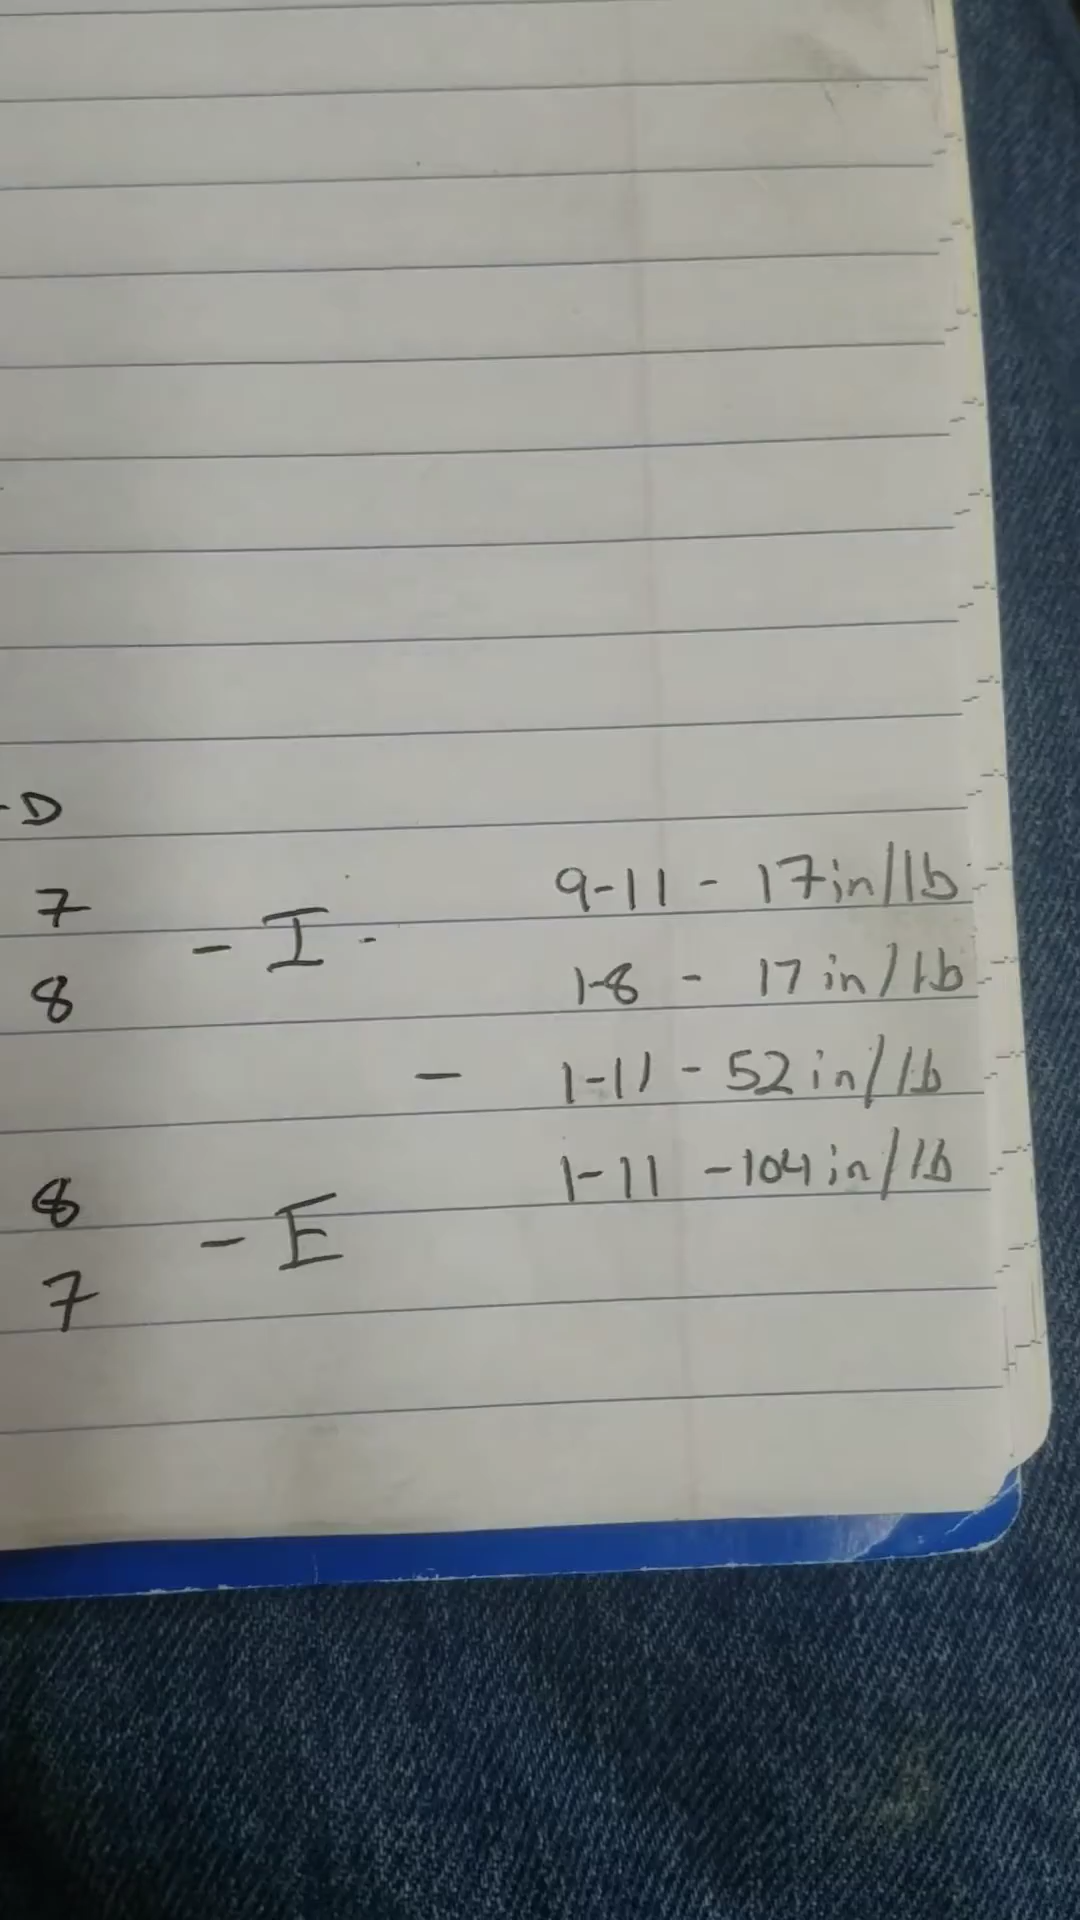 -D
7
- I -
8
9-11 - 17 in/lb
1-8 - 17 in/lb
- 1-11 - 52 in/lb
1-11 - 104 in/lb
8
- E
7